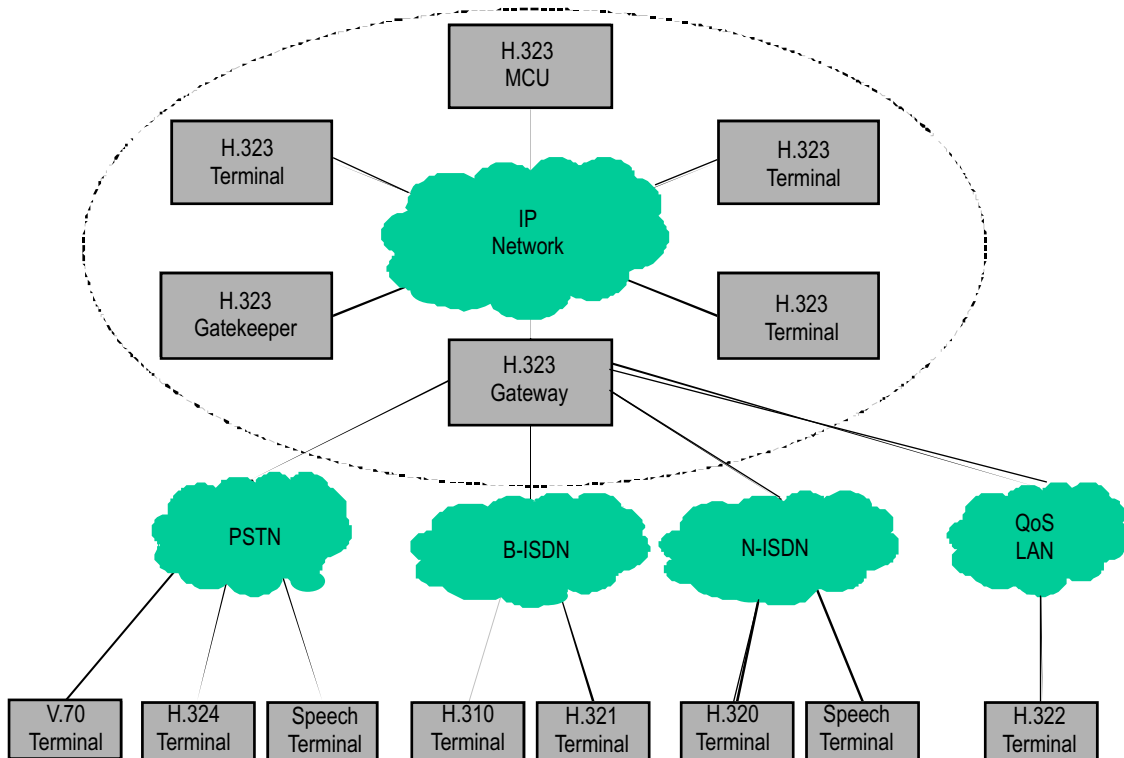 H.323
MCU
H.323
Terminal
H.323
Terminal
IP
Network
H.323
Gatekeeper
H.323
Terminal
H.323
Gateway
PSTN
B-ISDN
N-ISDN
QoS
LAN
V.70
Terminal
H.324
Terminal
Speech
Terminal
H.310
Terminal
H.321
Terminal
H.320
Terminal
Speech
Terminal
H.322
Terminal